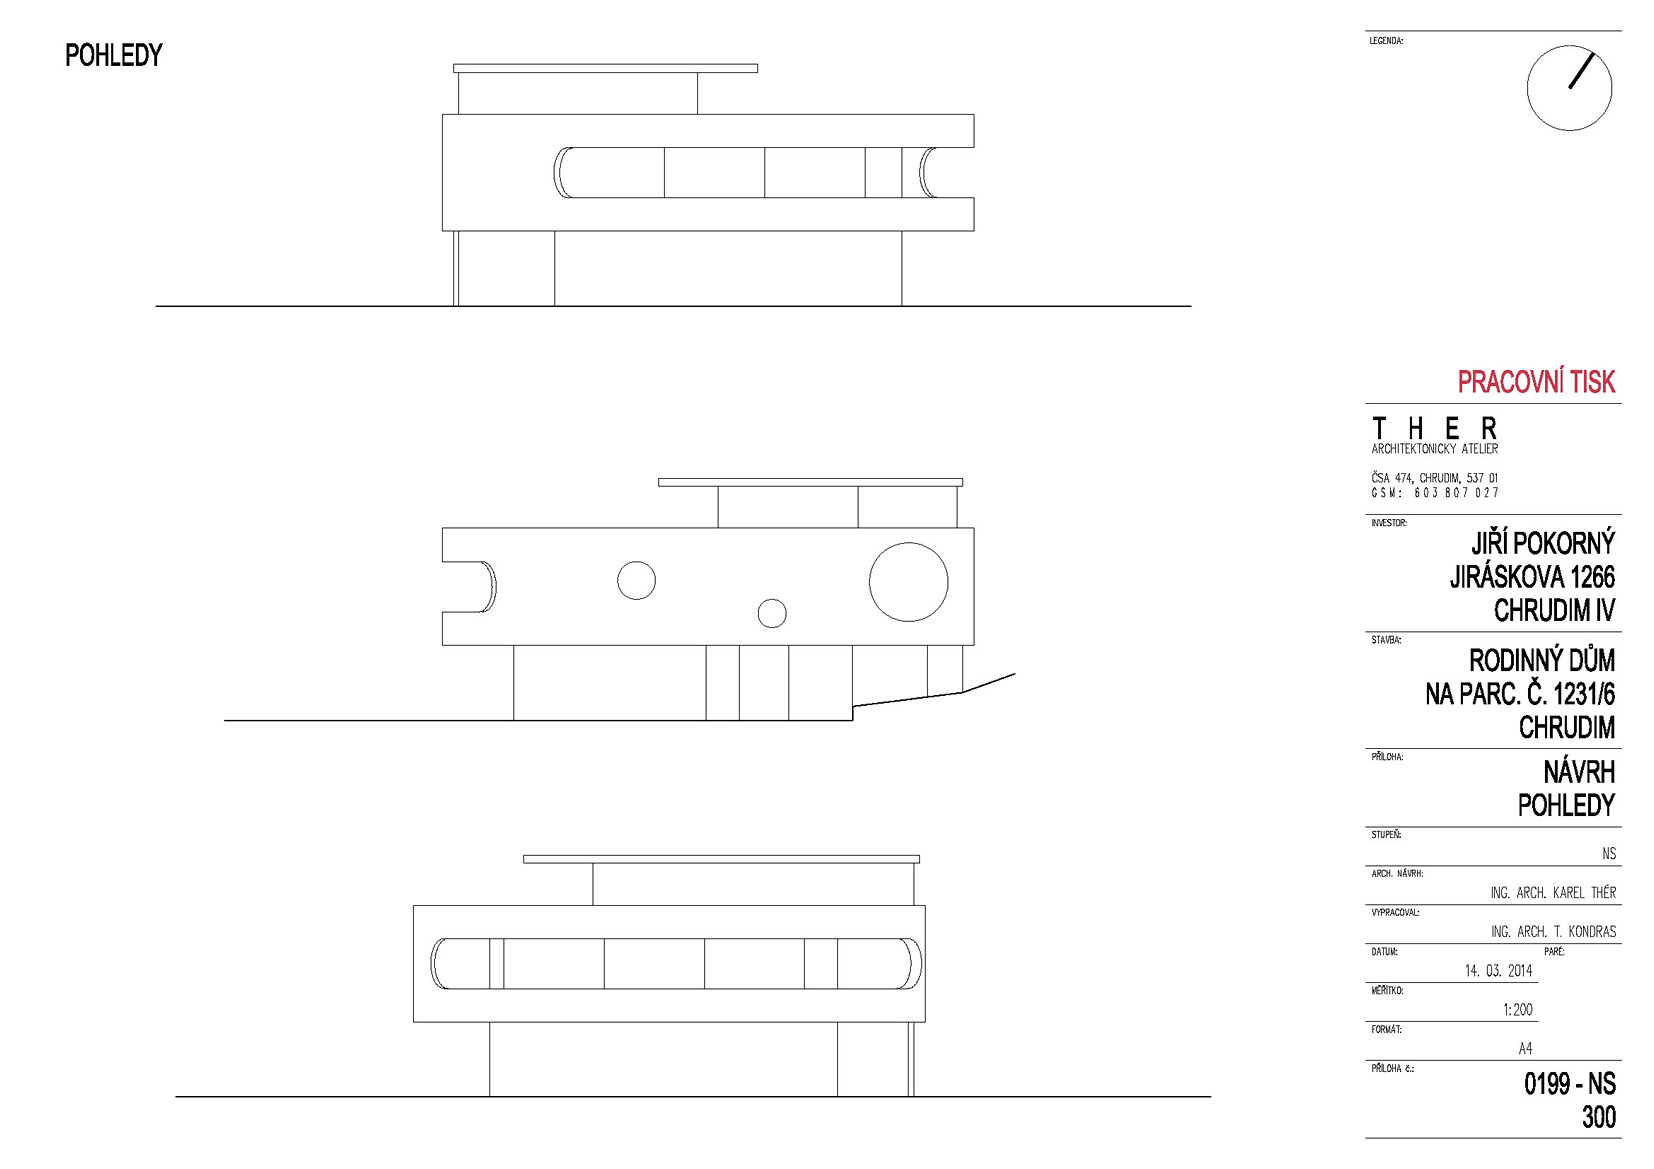 POHLEDY
LEGENDA:
PRACOVNÍ TISK
THER
ARCHITEKTONICKÝ ATELIER
ČSA 474, CHRUDIM, 537 01
GSM: 603 807 027
INVESTOR:
JIŘÍ POKORNÝ
JIRÁSKOVA 1266
CHRUDIM IV
STAVBA:
RODINNÝ DŮM
NA PARC. Č. 1231/6
CHRUDIM
PŘÍLOHA:
NÁVRH
POHLEDY
STUPEŇ:
NS
ARCH. NÁVRH:
ING. ARCH. KAREL THÉR
VYPRACOVAL:
ING. ARCH. T. KONDRAS
DATUM:
PARÉ:
14. 03. 2014
MĚŘÍTKO:
1:200
FORMÁT:
A4
PŘÍLOHA č.:
0199 - NS
300